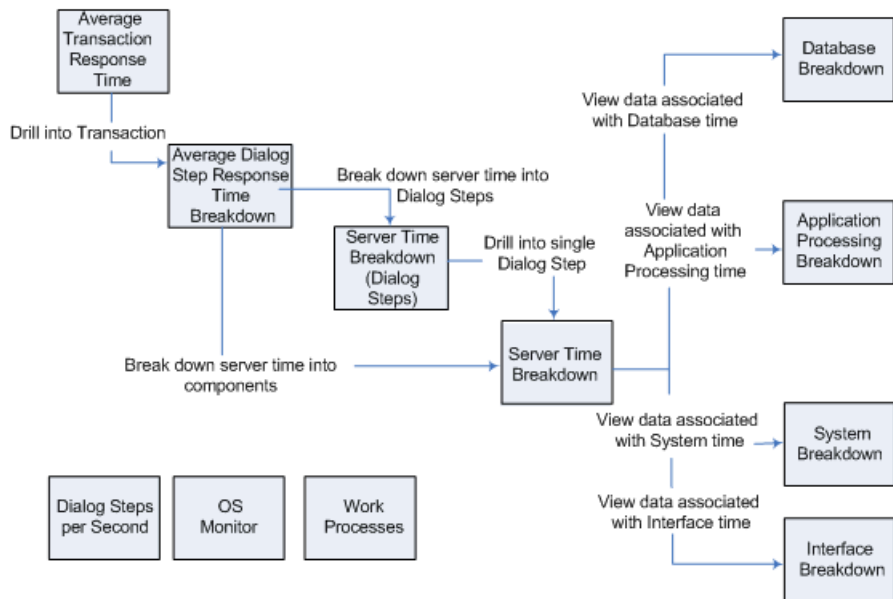 Average
Transaction
Response
Time
Drill into Transaction
Average Dialog
Step Response
Time
Breakdown
Break down server time into
Dialog Steps
Server Time
Breakdown
(Dialog
Steps)
Drill into single
Dialog Step
Break down server time into
components
Server Time
Breakdown
View data associated
with Database time
Database
Breakdown
View data
associated with
Application
Processing time
Application
Processing
Breakdown
View data associated
with System time
System
Breakdown
View data associated
with Interface time
Interface
Breakdown
Dialog Steps
per Second
OS
Monitor
Work
Processes